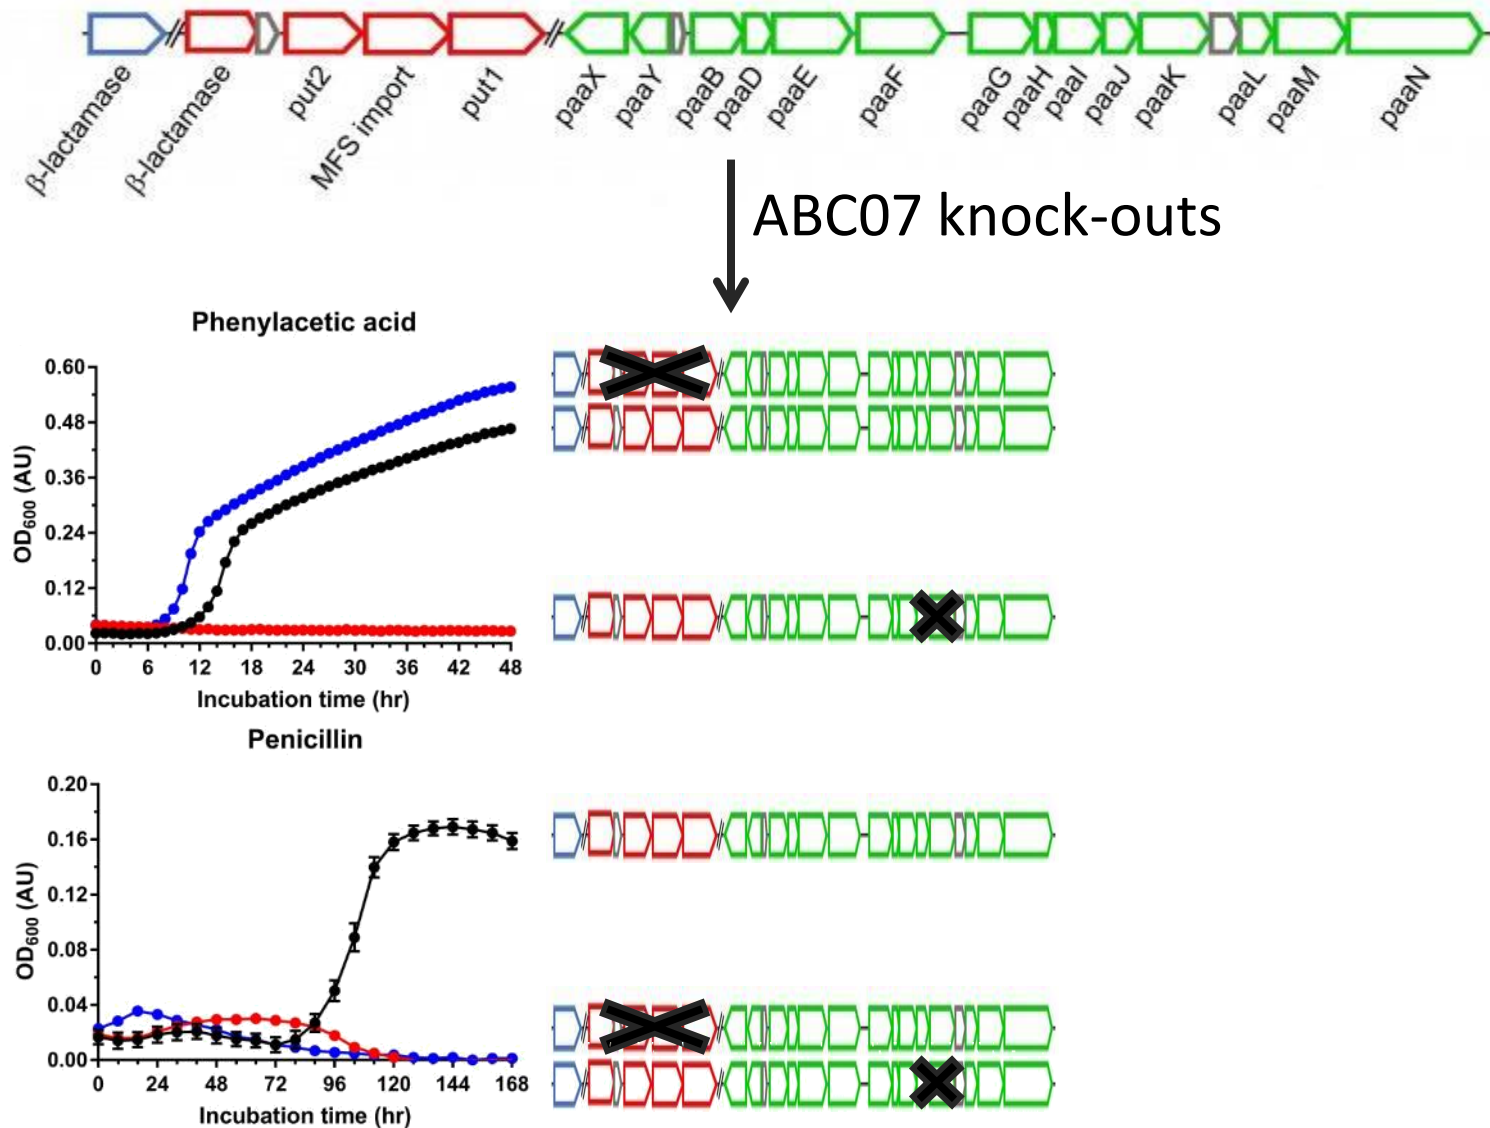 β-lactamase
β-lactamase
put2
MFS import
put1
paaX
paaY
paaB
paaD
paaE
paaF
paaG
paaH
paaI
paaJ
paaK
paaL
paaM
paaN
ABC07 knock-outs
Phenylacetic acid
OD600 (AU)
0.60
0.48
0.36
0.24
0.12
0.00
0 6 12 18 24 30 36 42 48
Incubation time (hr)
Penicillin
OD600 (AU)
0.20
0.16
0.12
0.08
0.04
0.00
0 24 48 72 96 120 144 168
Incubation time (hr)